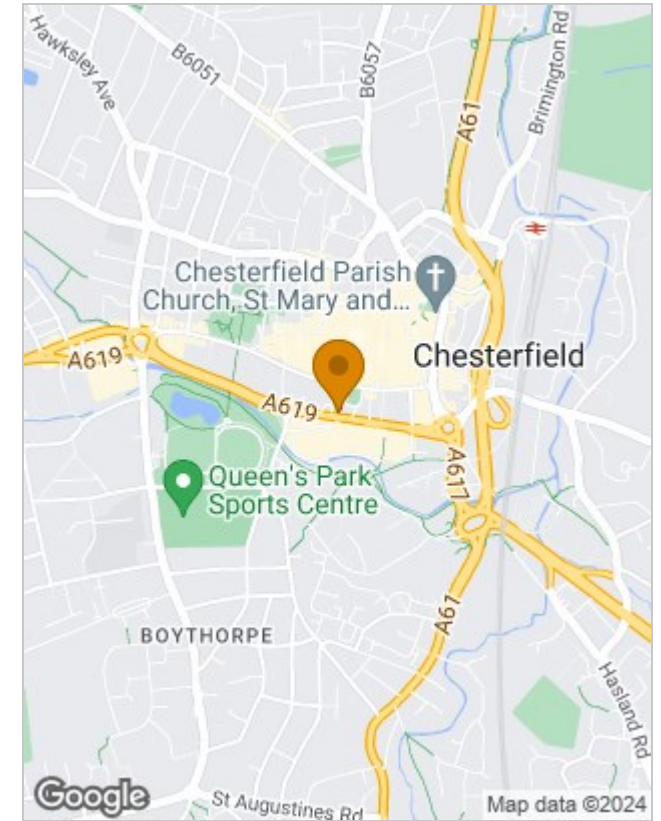 Hawksley Ave
B6051
B6057
A61
Brimington Rd
Chesterfield Parish
Church, St Mary and...
Chesterfield
A619
A619
A617
Queen's Park
Sports Centre
BOYTHORPE
A61
Hasland Rd
St Augustines Rd
Google
Map data ©2024